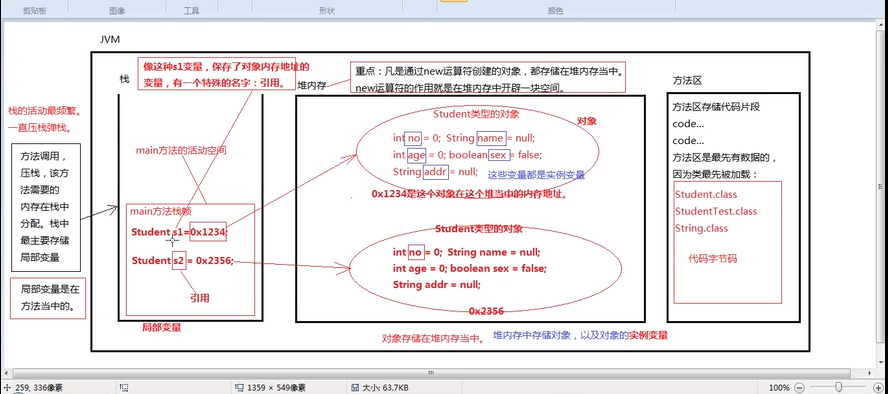 剪贴板
图像
工具
形状
颜色
JVM
像这种s1变量，保存了对象内存地址的
变量，有一个特殊的名字：引用。
重点：凡是通过new运算符创建的对象，都存储在堆内存当中。
new运算符的作用就是在堆内存中开辟一块空间。
栈
堆内存
方法区
栈的活动最频繁。
一直压栈弹栈。
方法调用，
压栈，该方
法需要的
内存在栈中
分配。栈中
最主要存储
局部变量
局部变量是在
方法当中的。
main方法的活动空间
main方法栈帧
Student s1=0x1234;
Student s2 = 0x2356;
引用
局部变量
Student类型的对象
对象
int no = 0; String name = null;
int age = 0; boolean sex = false;
String addr = null;
这些变量都是实例变量
0x1234是这个对象在这个堆当中的内存地址。
Student类型的对象
int no = 0; String name = null;
int age = 0; boolean sex = false;
String addr = null;
0x2356
对象存储在堆内存当中。
堆内存中存储对象，以及对象的实例变量
方法区存储代码片段
code...
code...
方法区是最先有数据的，
因为类最先被加载：
Student.class
StudentTest.class
String.class
代码字节码
259, 336像素
1359 × 549像素
大小: 63.7KB
100%